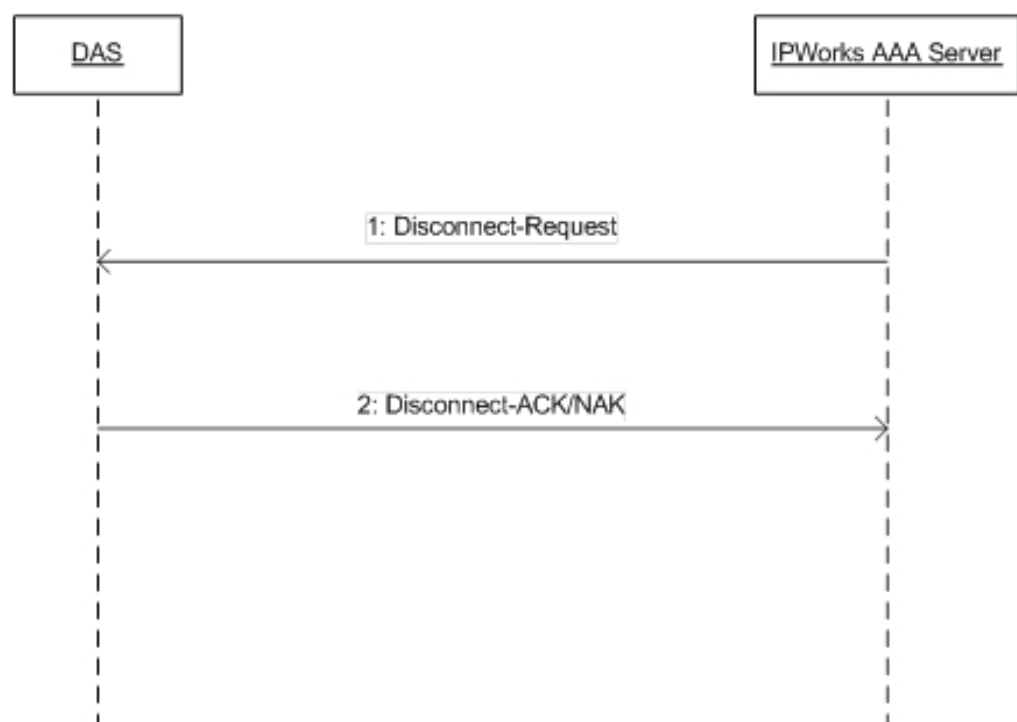 DAS
IPWorks AAA Server
1: Disconnect-Request
2: Disconnect-ACK/NAK